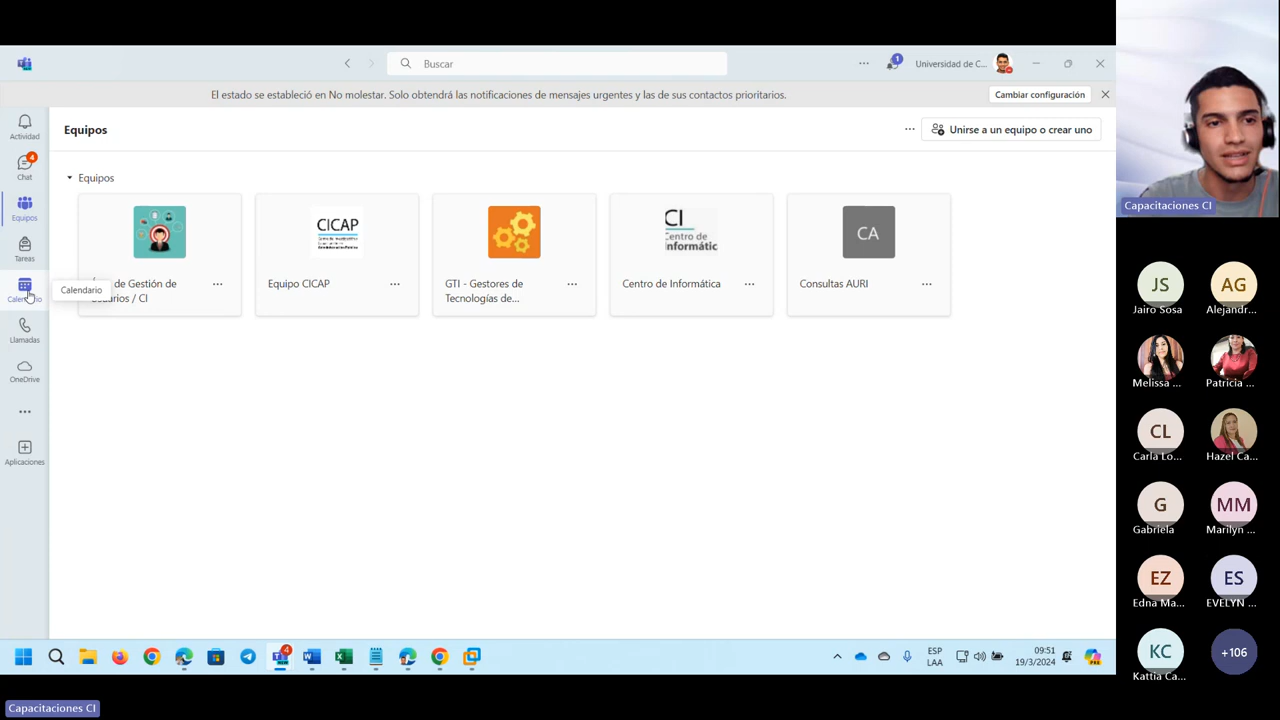 Buscar
1
Universidad de C...
El estado se estableció en No molestar. Solo obtendrá las notificaciones de mensajes urgentes y las de sus contactos prioritarios.
Cambiar configuración
Actividad
4
Chat
Equipos
Tareas
Calendario
Llamadas
OneDrive
Aplicaciones
Equipos
Unirse a un equipo o crear uno
Equipos
de Gestión de
/ CI
CICAP
Equipo CICAP
GTI - Gestores de
Tecnologías de...
CI
Centro de
Informátic
Centro de Informática
CA
Consultas AURI
4
ESP
LAA
09:51
19/3/2024
Capacitaciones CI
JS
Jairo Sosa
AG
Alejandr...
Melissa ...
Patricia ...
CL
Carla Lo...
Hazel Ca...
G
Gabriela
MM
Marilyn ...
EZ
Edna Ma...
ES
EVELYN ...
KC
Kattia Ca...
+106
Capacitaciones CI